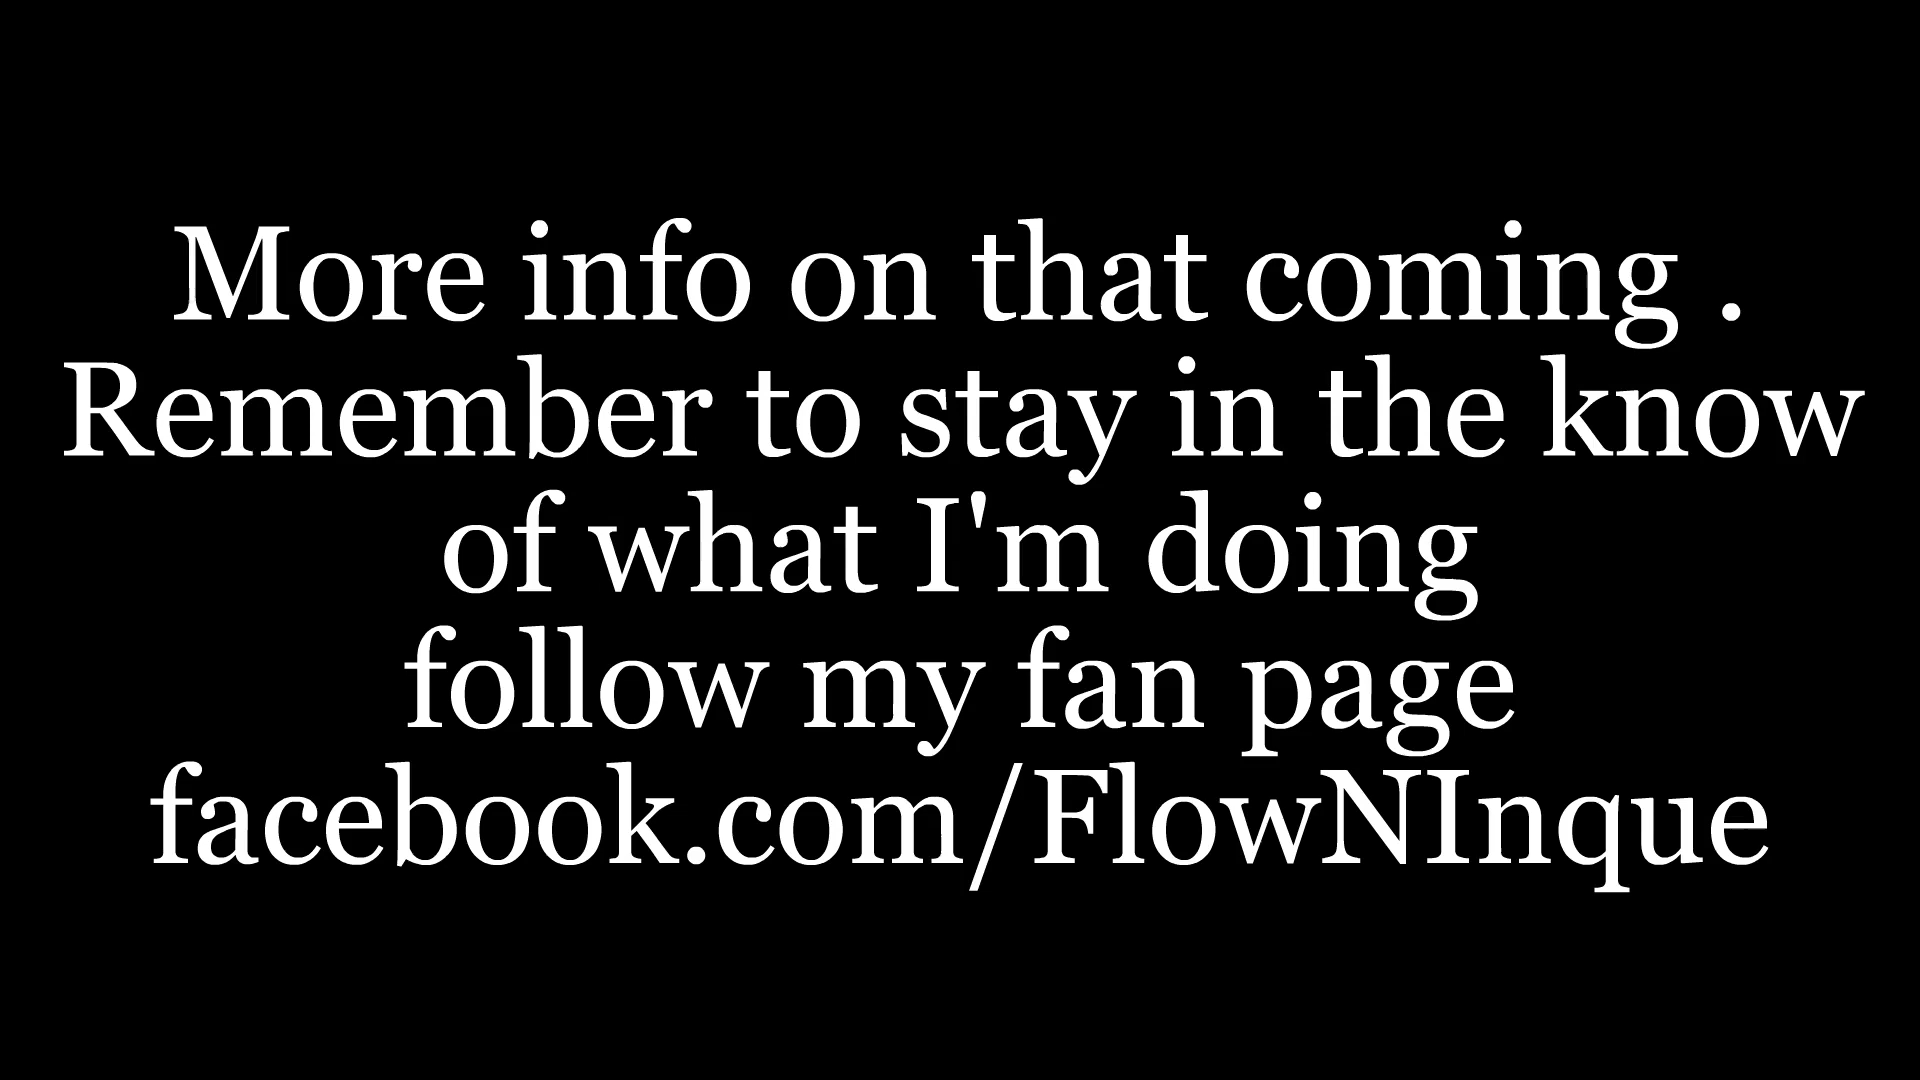 More info on that coming .
Remember to stay in the know
of what I'm doing
follow my fan page
facebook.com/FlowNInque